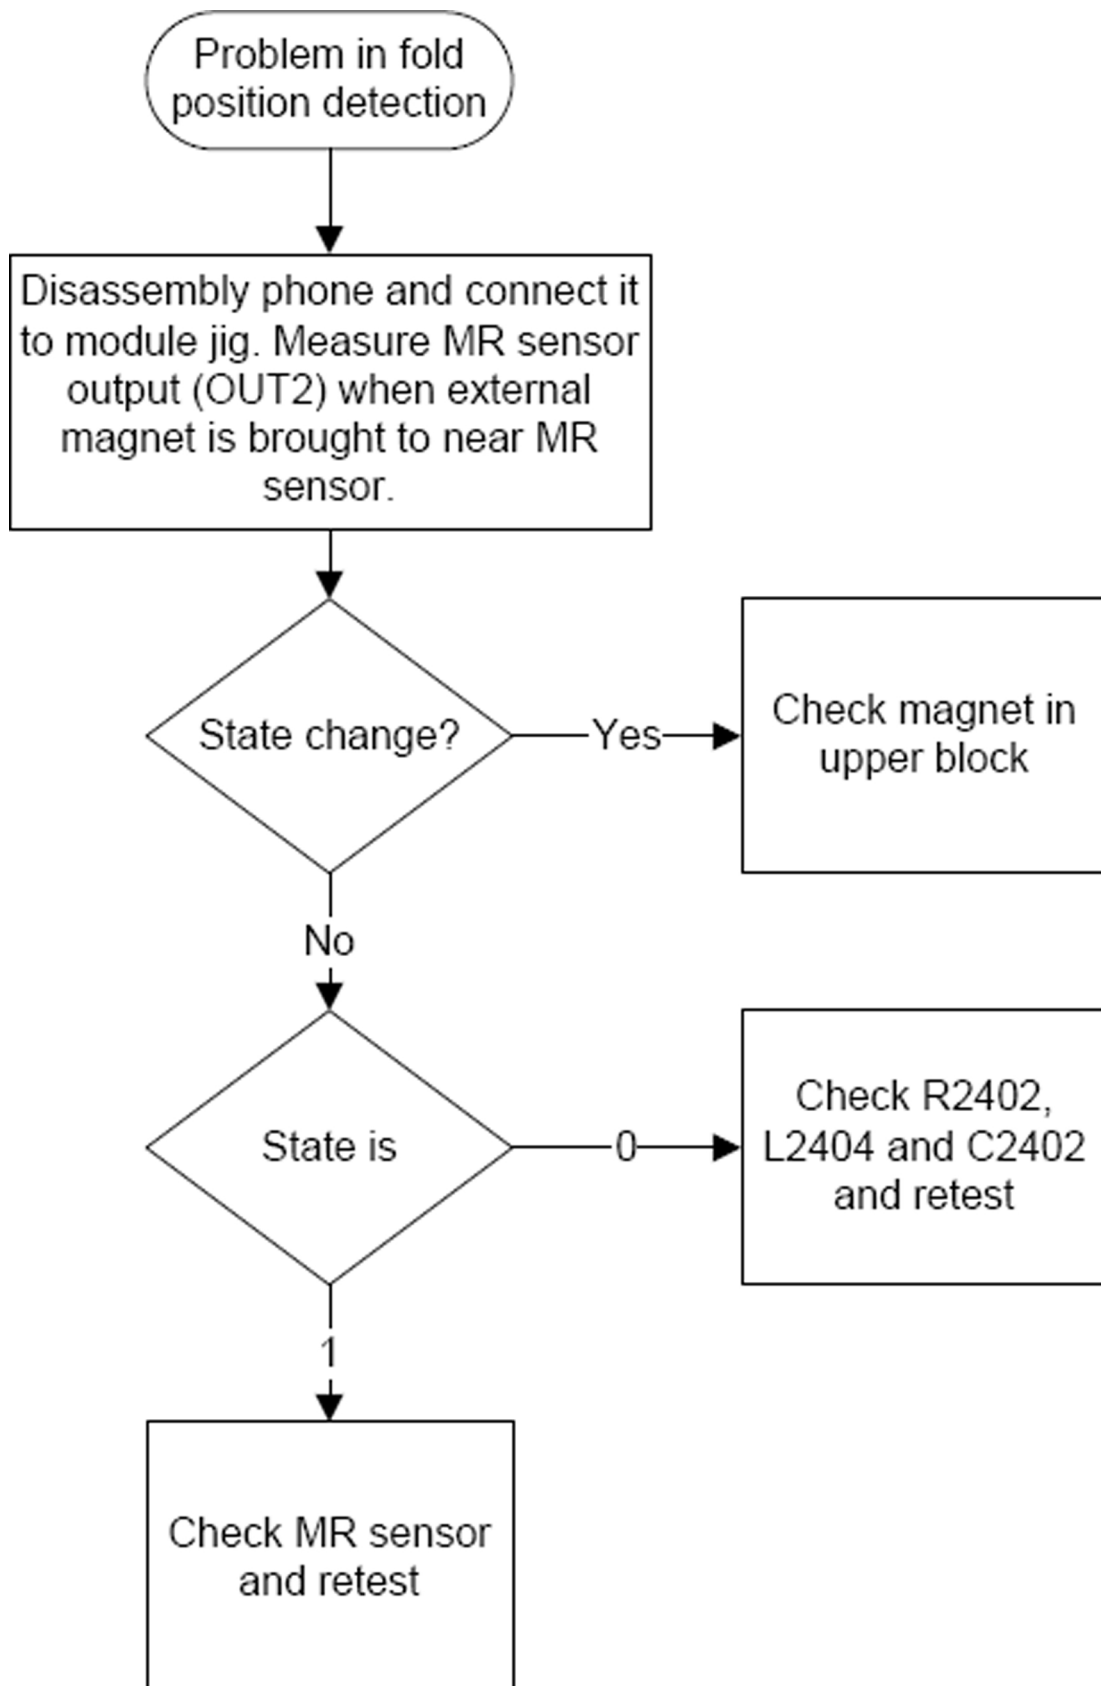 Problem in fold
position detection
Disassembly phone and connect it
to module jig. Measure MR sensor
output (OUT2) when external
magnet is brought to near MR
sensor.
State change?
Yes
Check magnet in
upper block
No
State is
0
Check R2402,
L2404 and C2402
and retest
1
Check MR sensor
and retest